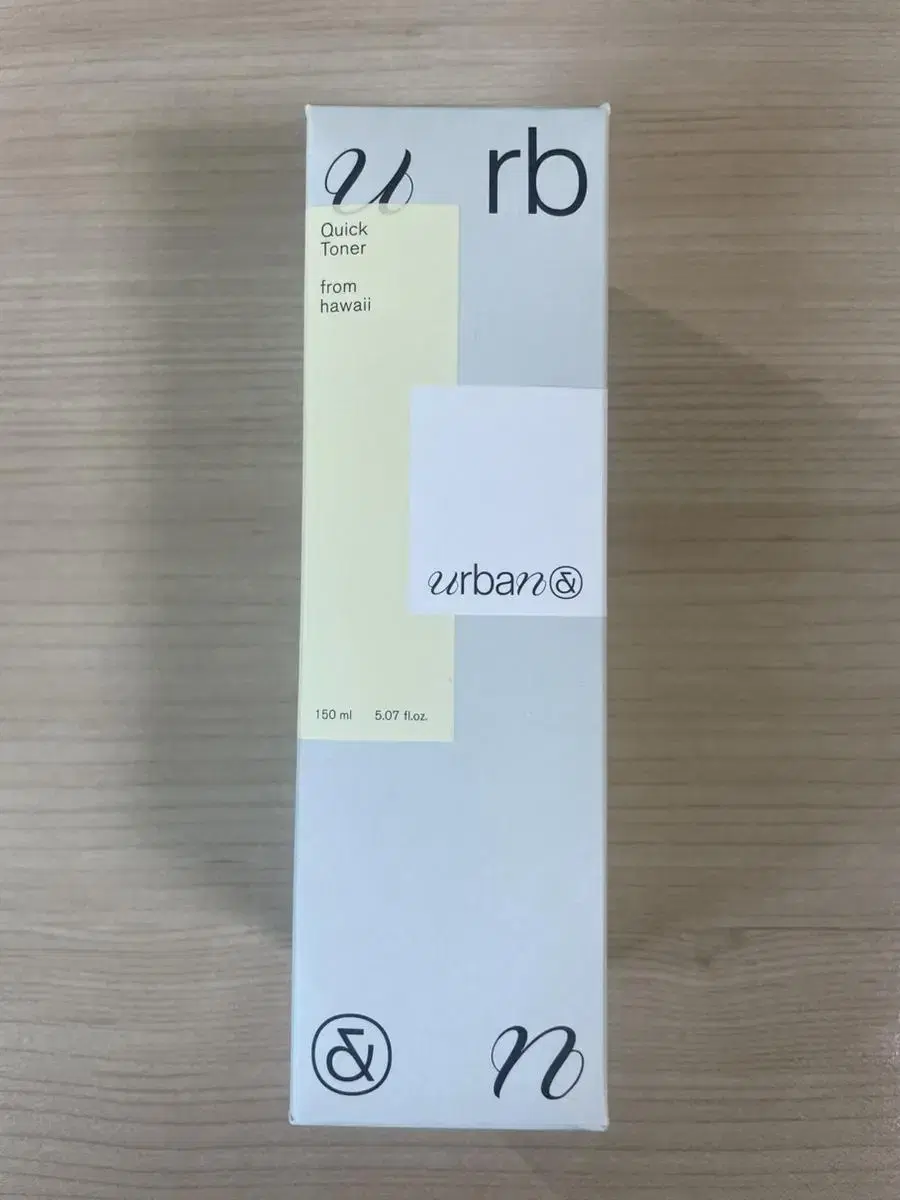 u rb
Quick
Toner
from
hawaii
urban&
150 ml 5.07 fl.oz.
& n